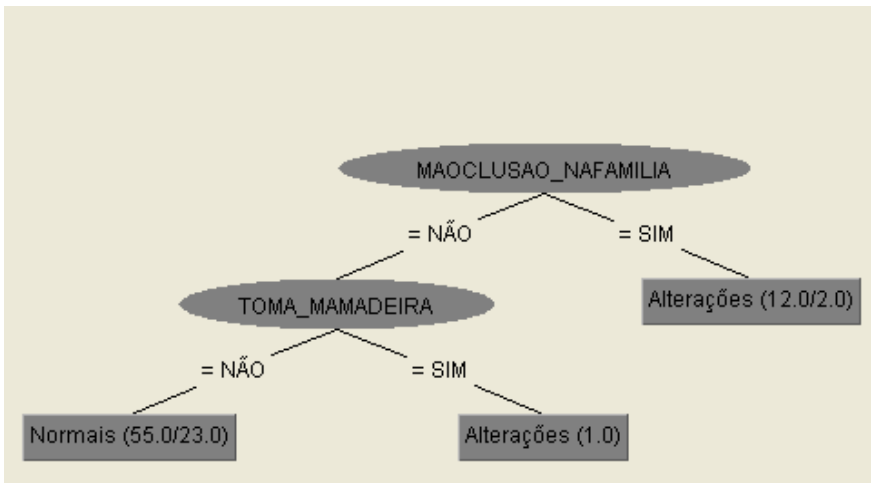 MAOCLUSAO_NAFAMILIA
= NÃO
= SIM
TOMA_MAMADEIRA
Alterações (12.0/2.0)
= NÃO
= SIM
Normais (55.0/23.0)
Alterações (1.0)